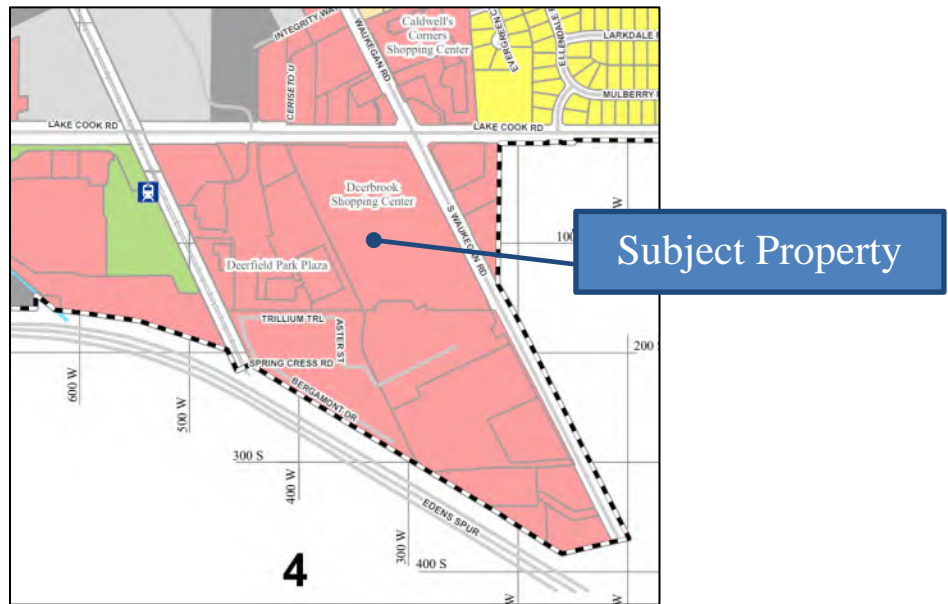 INTEGRITY WAY
CERISETO LI
WAUKEGAN RD
Caldwell's
Corners
Shopping Center
EVERGREEN C
ELLENDALE
LARKDALE R
MULBERRY
LAKE COOK RD
LAKE COOK RD
Deerbrook
Shopping Center
S WAUKEGAN RD
W
100
Subject Property
Deerfield Park Plaza
TRILLIUM TRL
ASTER ST
SPRING CRESS RD
BERGAMONT DR
200 S
600 W
500 W
300 S
400 W
300 W
EDENS SPUR
400 S
4
W
W